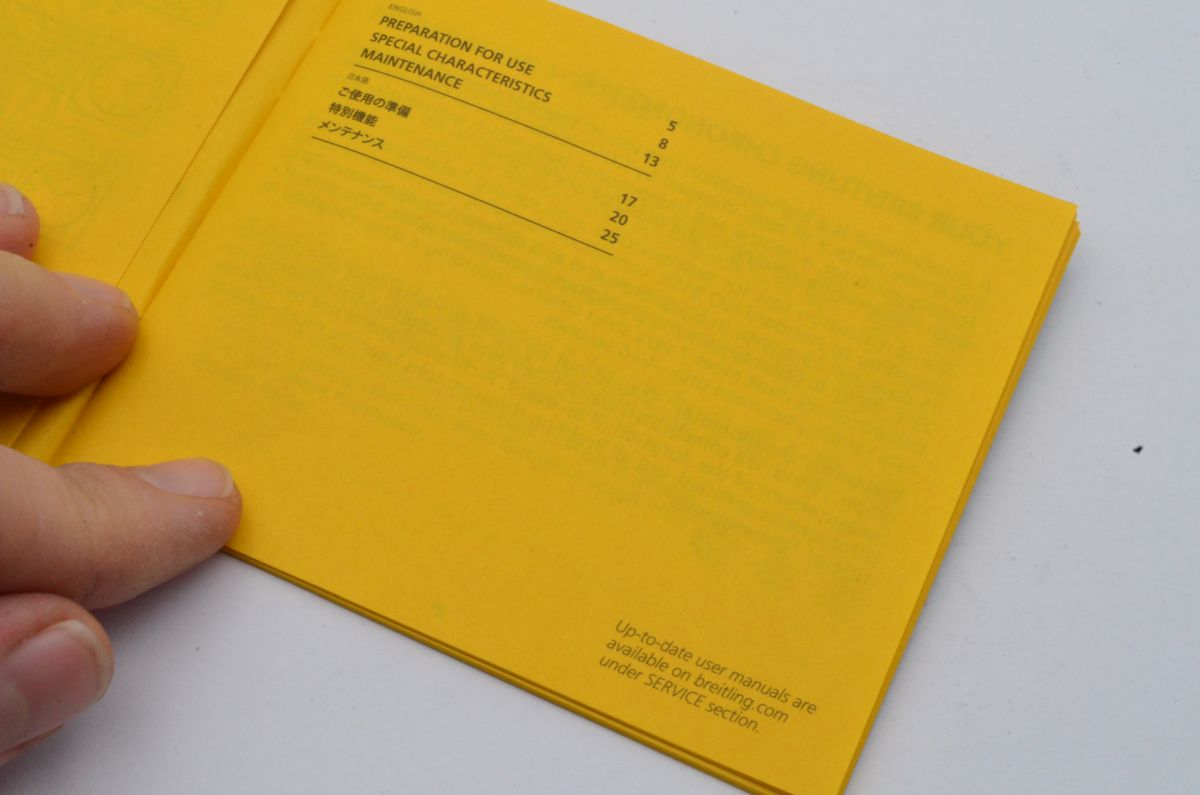 ENGLISH
PREPARATION FOR USE 5
SPECIAL CHARACTERISTICS 8
MAINTENANCE 13
日本語
ご使用の準備 17
特別機能 20
メンテナンス 25
Up-to-date user manuals are
available on breitling.com
under SERVICE section.